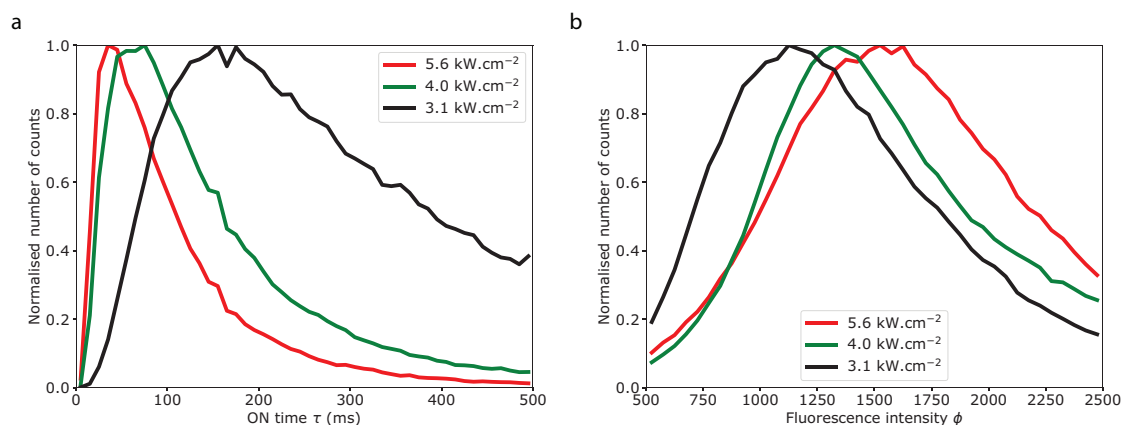 a
Normalised number of counts
1.0
0.8
0.6
0.4
0.2
0.0
5.6 kW.cm⁻²
4.0 kW.cm⁻²
3.1 kW.cm⁻²
0 100 200 300 400 500
ON time τ (ms)
b
Normalised number of counts
1.0
0.8
0.6
0.4
0.2
0.0
5.6 kW.cm⁻²
4.0 kW.cm⁻²
3.1 kW.cm⁻²
500 750 1000 1250 1500 1750 2000 2250 2500
Fluorescence intensity ϕ